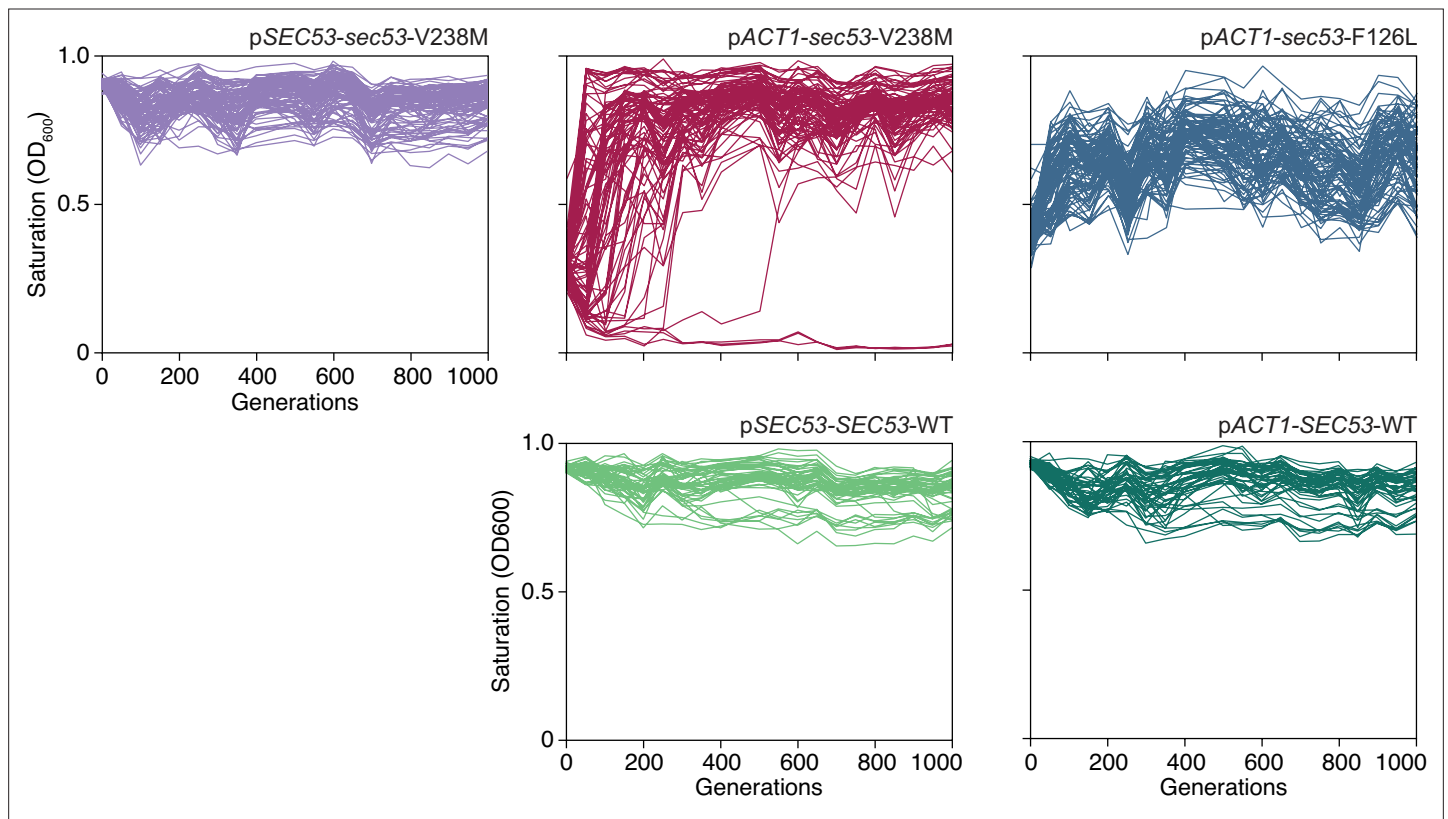 pSEC53-sec53-V238M
pACT1-sec53-V238M
pACT1-sec53-F126L
1.0
0.5
0
Saturation (OD600)
0 200 400 600 800 1000
Generations
pSEC53-SEC53-WT
pACT1-SEC53-WT
1.0
0.5
0
Saturation (OD600)
0 200 400 600 800 1000
0 200 400 600 800 1000
Generations
Generations